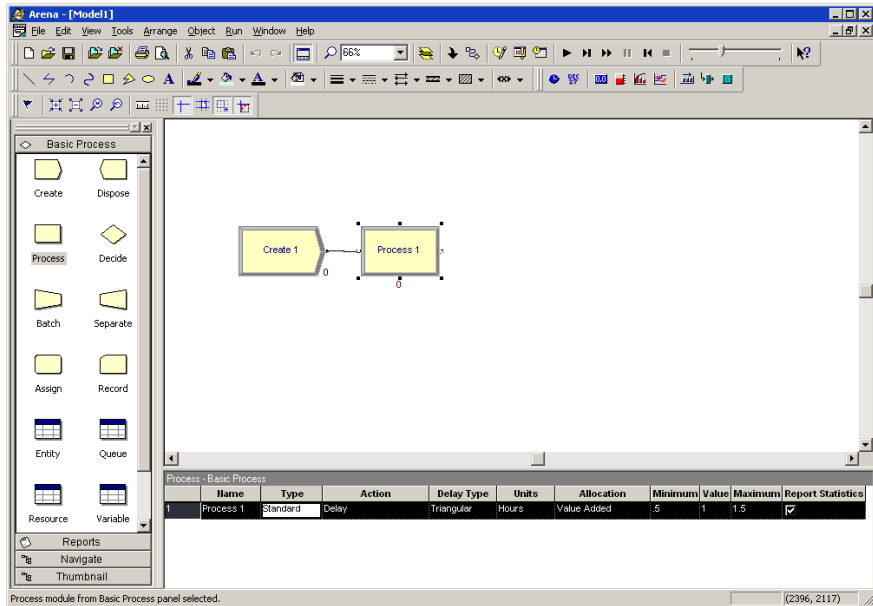 Arena - [Model1]
File Edit View Tools Arrange Object Run Window Help
66%
Basic Process
Create Dispose
Process Decide
Batch Separate
Assign Record
Entity Queue
Resource Variable
Reports
Navigate
Thumbnail
Create 1
0
Process 1
0
Process - Basic Process
Name Type Action Delay Type Units Allocation Minimum Value Maximum Report Statistics
1 Process 1 Standard Delay Triangular Hours Value Added .5 1 1.5
Process module from Basic Process panel selected.
(2396, 2117)